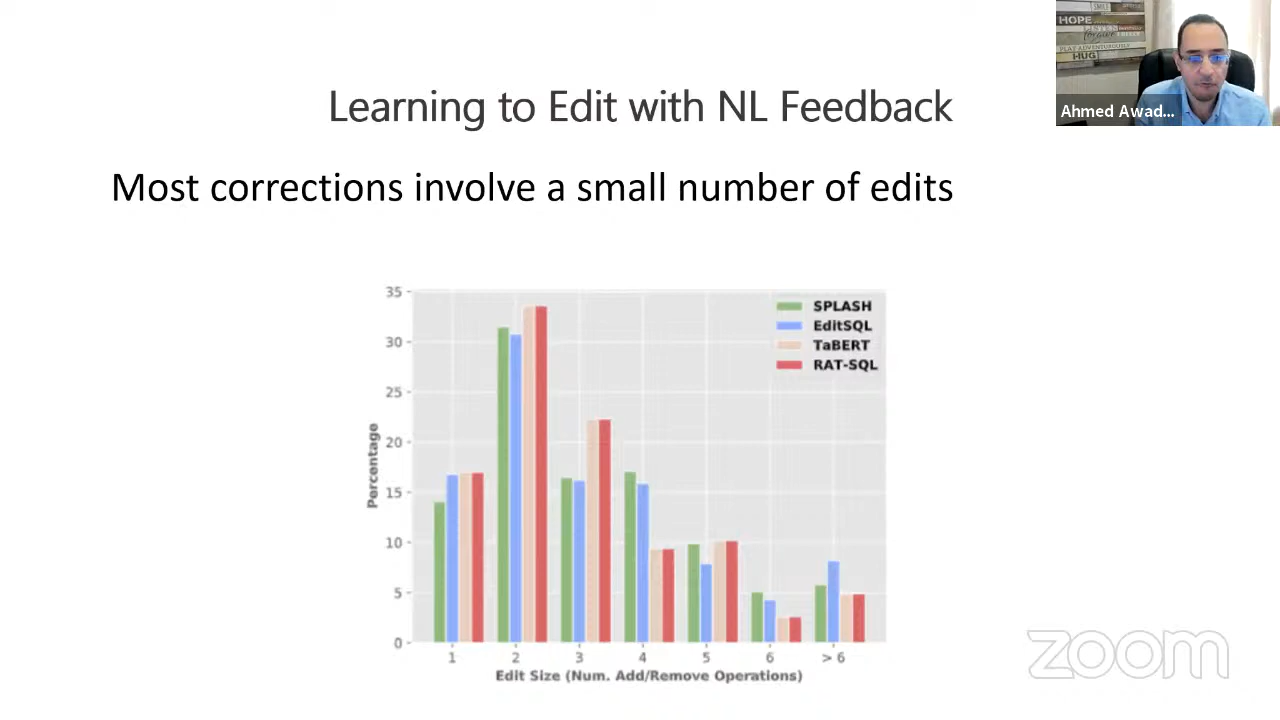 HOPE
PLAY ADVENTUROUSLY
HUG
Ahmed Awad...
Learning to Edit with NL Feedback
Most corrections involve a small number of edits
35
30
25
20
15
10
5
0
Percentage
SPLASH
EditSQL
TaBERT
RAT-SQL
1 2 3 4 5 6 > 6
Edit Size (Num. Add/Remove Operations)
zoom